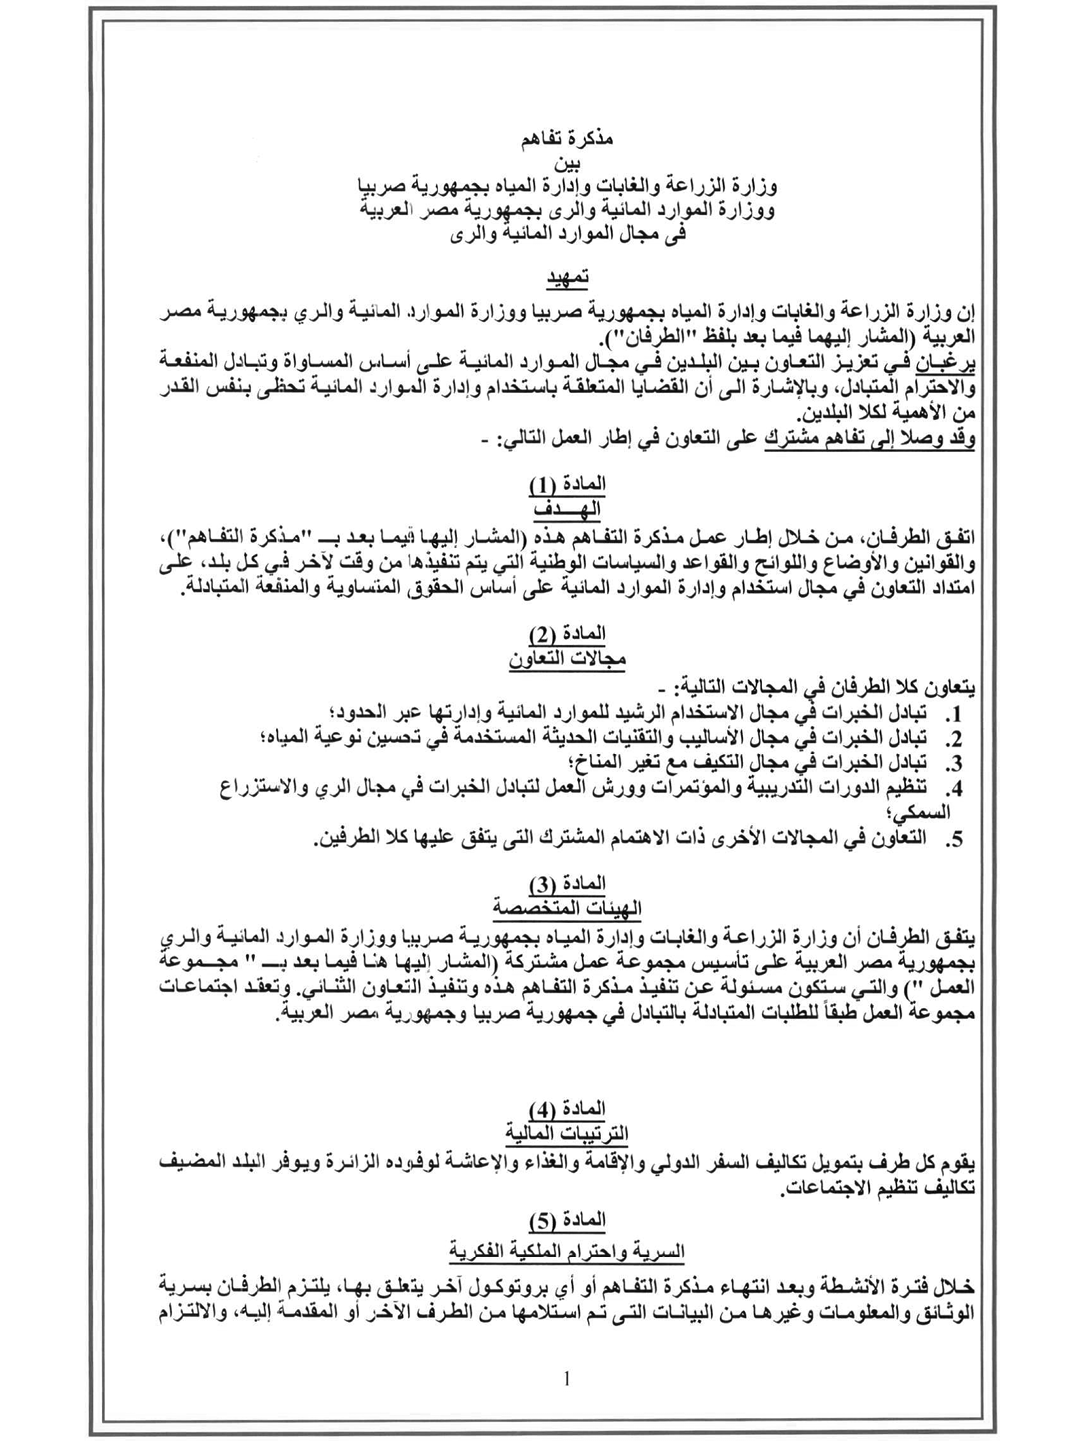 مذكرة تفاهم
بين
وزارة الزراعة والغابات وإدارة المياه بجمهورية صربيا
ووزارة الموارد المائية والرى بجمهورية مصر العربية
فى مجال الموارد المائية والرى
تمهيد
إن وزارة الزراعة والغابات وإدارة المياه بجمهورية صربيا ووزارة الموارد المائية والري بجمهورية مصر
العربية (المشار إليهما فيما بعد بلفظ "الطرفان").
يرغبان في تعزيز التعاون بين البلدين في مجال الموارد المائية على أساس المساواة وتبادل المنفعة
والاحترام المتبادل، وبالإشارة الى أن القضايا المتعلقة باستخدام وإدارة الموارد المائية تحظى بنفس القدر
من الأهمية لكلا البلدين.
وقد وصلا إلى تفاهم مشترك على التعاون في إطار العمل التالي: -
المادة (1)
الهــدف
اتفق الطرفان، من خلال إطار عمل مذكرة التفاهم هذه (المشار إليها فيما بعد بـ "مذكرة التفاهم")،
والقوانين والأوضاع واللوائح والقواعد والسياسات الوطنية التي يتم تنفيذها من وقت لآخر في كل بلد، على
امتداد التعاون في مجال استخدام وإدارة الموارد المائية على أساس الحقوق المتساوية والمنفعة المتبادلة.
المادة (2)
مجالات التعاون
يتعاون كلا الطرفان في المجالات التالية: -
1. تبادل الخبرات في مجال الاستخدام الرشيد للموارد المائية وإدارتها عبر الحدود؛
2. تبادل الخبرات في مجال الأساليب والتقنيات الحديثة المستخدمة في تحسين نوعية المياه؛
3. تبادل الخبرات في مجال التكيف مع تغير المناخ؛
4. تنظيم الدورات التدريبية والمؤتمرات وورش العمل لتبادل الخبرات في مجال الري والاستزراع
السمكي؛
5. التعاون في المجالات الأخرى ذات الاهتمام المشترك التى يتفق عليها كلا الطرفين.
المادة (3)
الهيئات المتخصصة
يتفق الطرفان أن وزارة الزراعة والغابات وإدارة المياه بجمهورية صربيا ووزارة الموارد المائية والري
بجمهورية مصر العربية على تأسيس مجموعة عمل مشتركة (المشار إليها هنا فيما بعد بـ " مجموعة
العمل ") والتي ستكون مسئولة عن تنفيذ مذكرة التفاهم هذه وتنفيذ التعاون الثنائي. وتعقد اجتماعات
مجموعة العمل طبقاً للطلبات المتبادلة بالتبادل في جمهورية صربيا وجمهورية مصر العربية.
المادة (4)
الترتيبات المالية
يقوم كل طرف بتمويل تكاليف السفر الدولي والإقامة والغذاء والإعاشة لوفوده الزائرة ويوفر البلد المضيف
تكاليف تنظيم الاجتماعات.
المادة (5)
السرية واحترام الملكية الفكرية
خلال فترة الأنشطة وبعد انتهاء مذكرة التفاهم أو أي بروتوكول آخر يتعلق بها، يلتزم الطرفان بسرية
الوثائق والمعلومات وغيرها من البيانات التى تم استلامها من الطرف الآخر أو المقدمة إليه، والالتزام
1